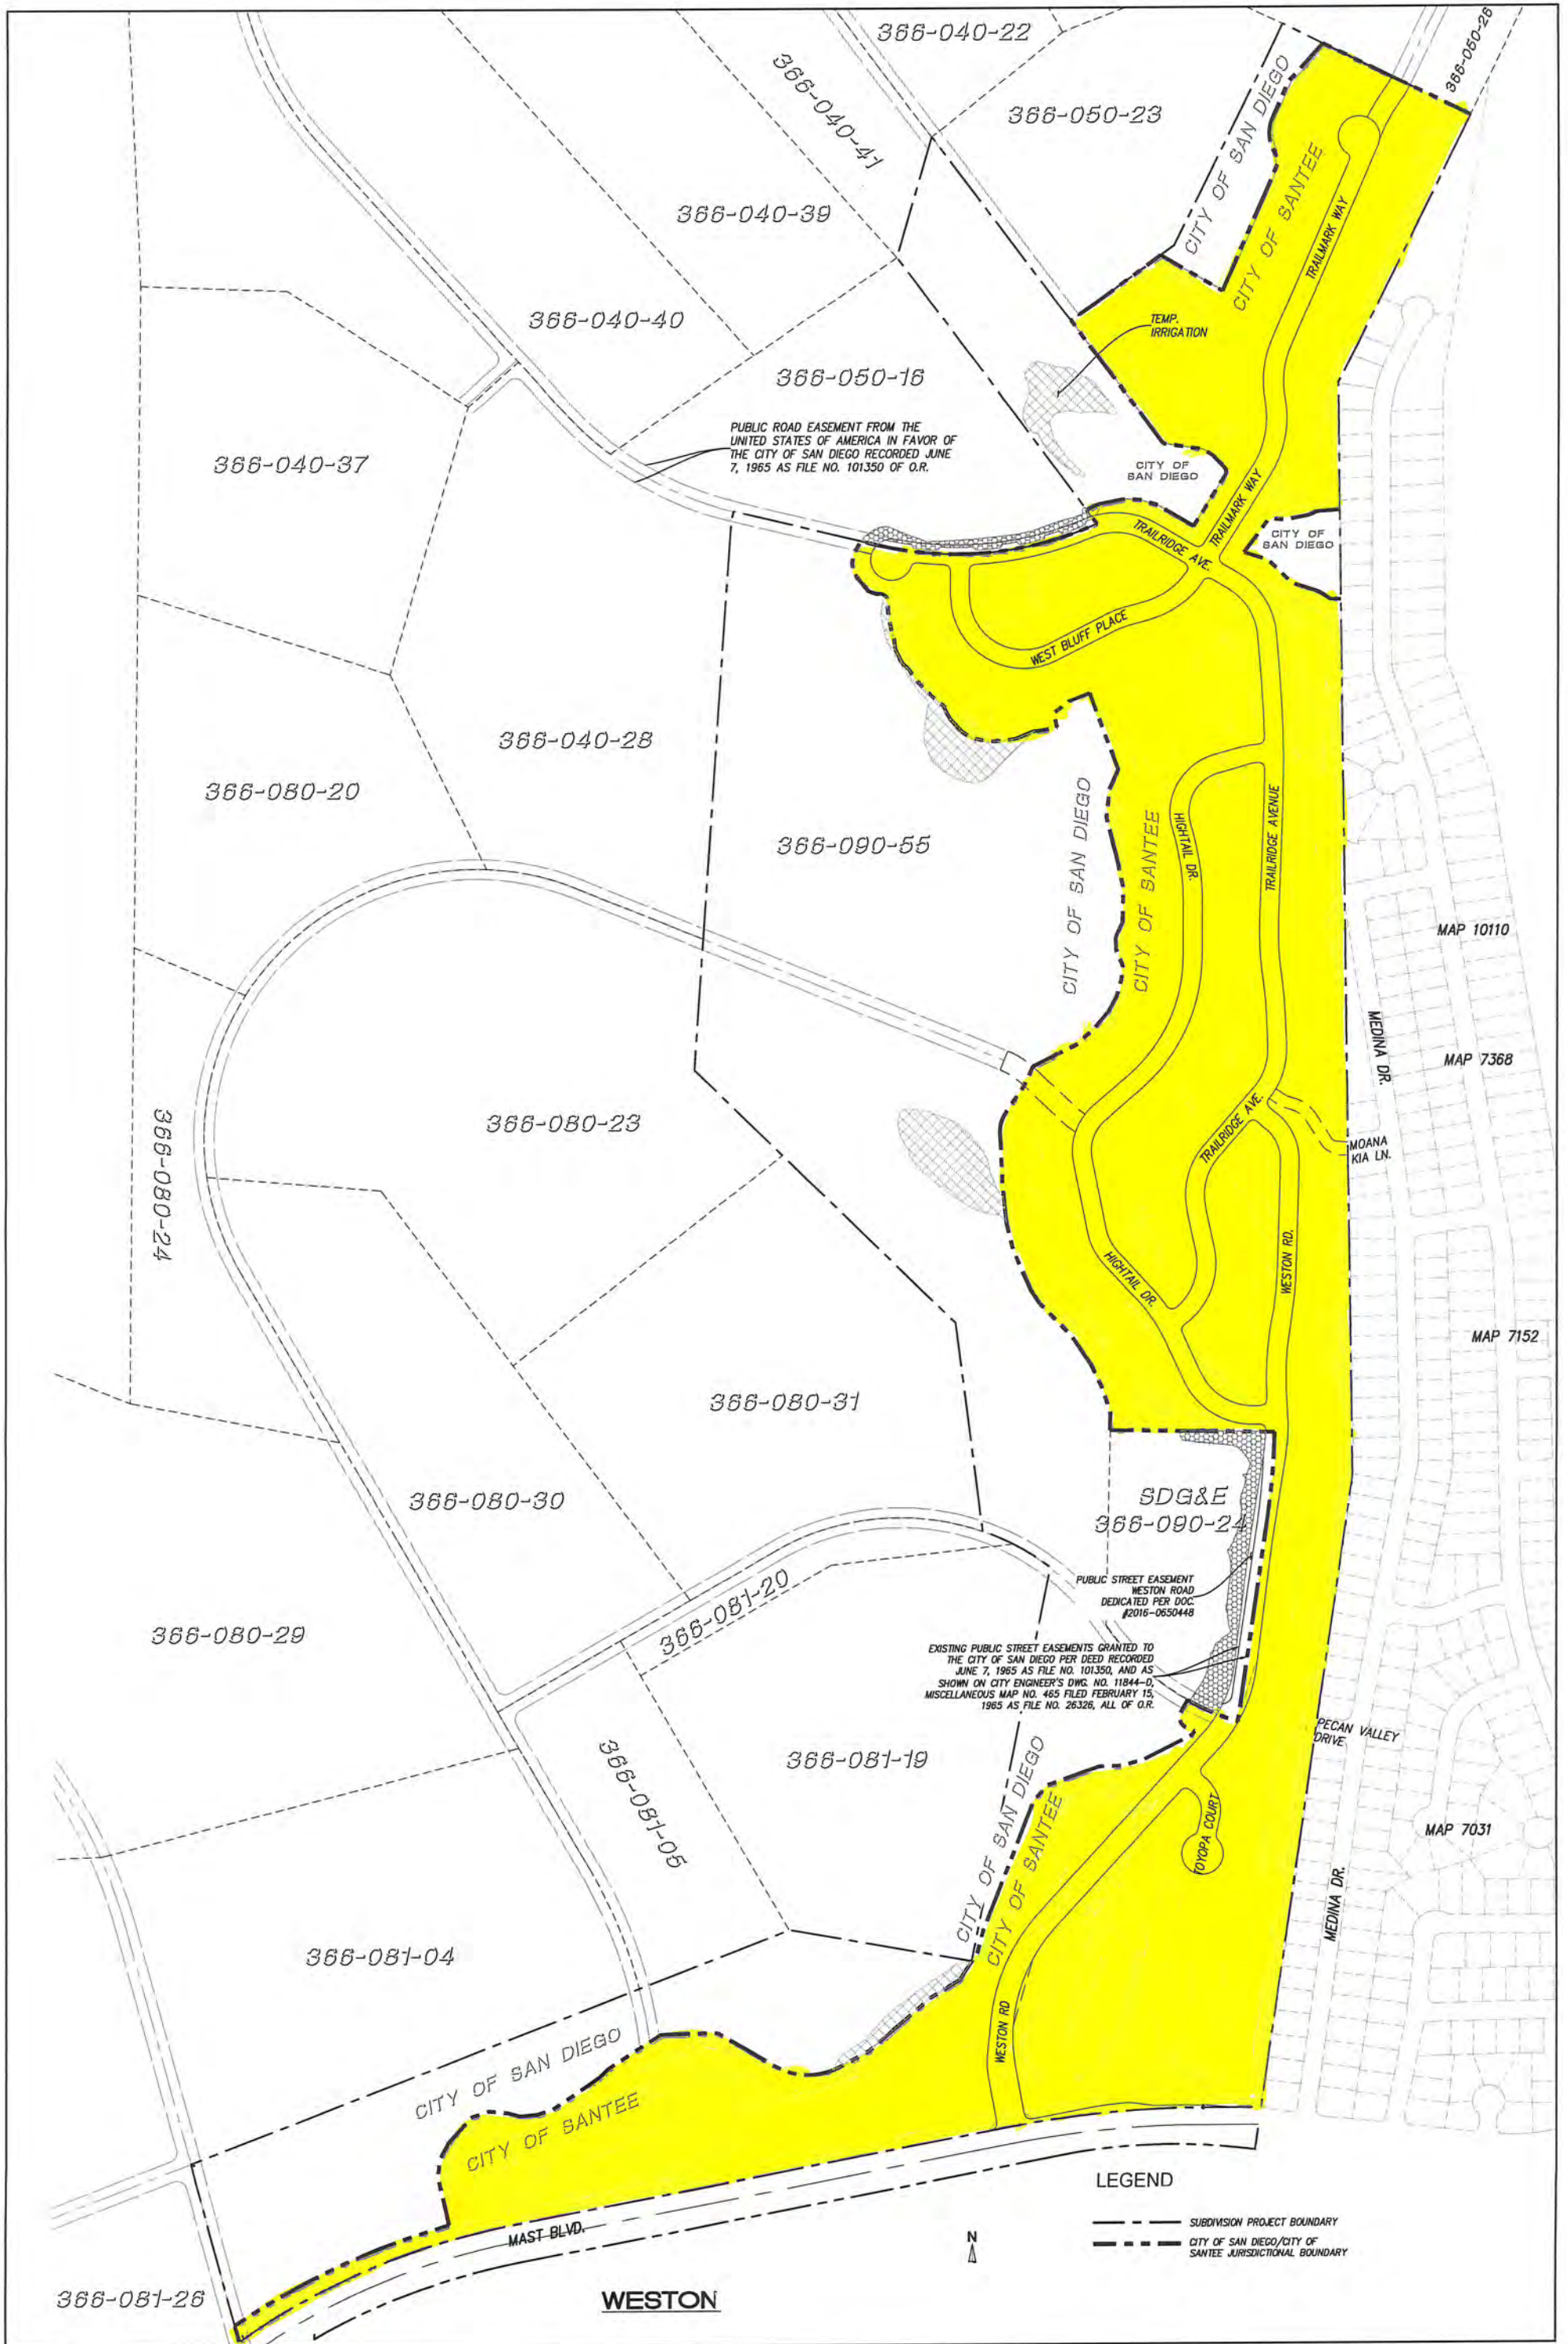 366-040-22
366-050-26
366-040-41
366-050-23
CITY OF SAN DIEGO
CITY OF SANTEE
TRAILMARK WAY
366-040-39
366-040-40
TEMP.
IRRIGATION
366-050-16
PUBLIC ROAD EASEMENT FROM THE
UNITED STATES OF AMERICA IN FAVOR OF
THE CITY OF SAN DIEGO RECORDED JUNE
7, 1965 AS FILE NO. 101350 OF O.R.
366-040-37
CITY OF
SAN DIEGO
TRAILMARK WAY
TRAILRIDGE AVE.
CITY OF
SAN DIEGO
WEST BLUFF PLACE
366-040-28
366-080-20
366-090-55
CITY OF SAN DIEGO
CITY OF SANTEE
HIGHTAIL DR.
TRAILRIDGE AVENUE
MAP 10110
MEDINA DR.
MAP 7368
366-080-24
366-080-23
TRAILRIDGE AVE.
MOANA
KIA LN.
HIGHTAIL DR.
WESTON RD.
MAP 7152
366-080-31
366-080-30
SDG&E
366-090-24
PUBLIC STREET EASEMENT
WESTON ROAD
DEDICATED PER DOC.
#2016-0650448
366-081-20
366-080-29
EXISTING PUBLIC STREET EASEMENTS GRANTED TO
THE CITY OF SAN DIEGO PER DEED RECORDED
JUNE 7, 1965 AS FILE NO. 101350, AND AS
SHOWN ON CITY ENGINEER'S DWG. NO. 11844-D,
MISCELLANEOUS MAP NO. 465 FILED FEBRUARY 15,
1965 AS FILE NO. 26326, ALL OF O.R.
PECAN VALLEY
DRIVE
366-081-05
366-081-19
CITY OF SAN DIEGO
CITY OF SANTEE
TOYOPA COURT
MAP 7031
MEDINA DR.
366-081-04
WESTON RD
CITY OF SAN DIEGO
CITY OF SANTEE
LEGEND
SUBDIVISION PROJECT BOUNDARY
CITY OF SAN DIEGO/CITY OF
SANTEE JURISDICTIONAL BOUNDARY
MAST BLVD.
N
366-081-26
WESTON